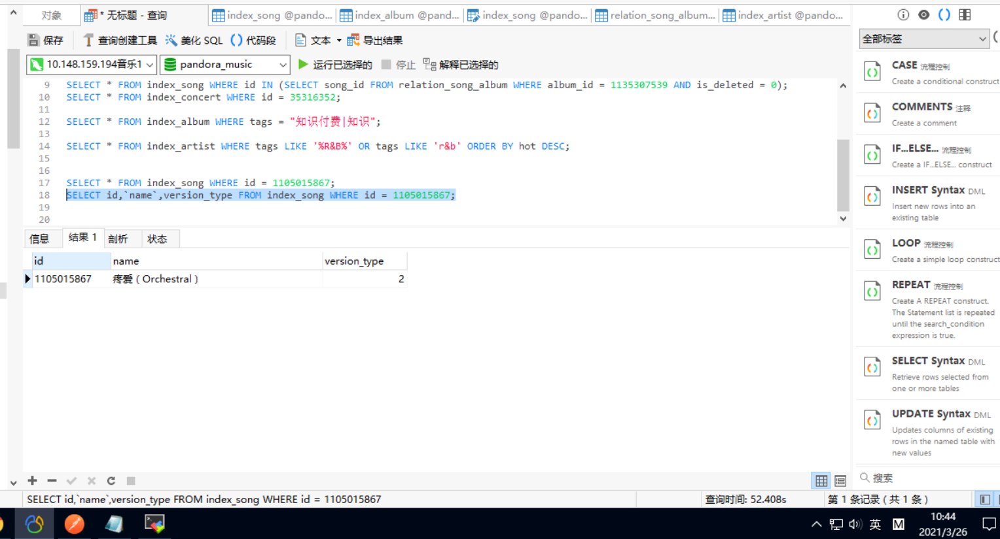 对象
* 无标题 - 查询
index_song @pando...
index_album @pand...
index_song @pando...
relation_song_album...
index_artist @pando...
保存
查询创建工具
美化 SQL
代码段
文本
导出结果
10.148.159.194音乐1
pandora_music
运行已选择的
停止
解释已选择的
9 SELECT * FROM index_song WHERE id IN (SELECT song_id FROM relation_song_album WHERE album_id = 1135307539 AND is_deleted = 0);
10 SELECT * FROM index_concert WHERE id = 35316352;
11
12 SELECT * FROM index_album WHERE tags = "知识付费|知识";
13
14 SELECT * FROM index_artist WHERE tags LIKE '%R&B%' OR tags LIKE 'r&b' ORDER BY hot DESC;
15
16
17 SELECT * FROM index_song WHERE id = 1105015867;
18 SELECT id,`name`,version_type FROM index_song WHERE id = 1105015867;
19
20
信息
结果 1
剖析
状态
id name version_type
1105015867 疼爱 ( Orchestral ) 2
SELECT id,`name`,version_type FROM index_song WHERE id = 1105015867
查询时间: 52.408s
第 1 条记录 ( 共 1 条 )
全部标签
CASE 流程控制
Create a conditional construct
COMMENTS 注释
Create a comment
IF...ELSE... 流程控制
Create a IF...ELSE... construct
INSERT Syntax DML
Insert new rows into an
existing table
LOOP 流程控制
Create a simple loop construct
REPEAT 流程控制
Create A REPEAT construct.
The Statement list is repeated
until the search_condition
expression is true.
SELECT Syntax DML
Retrieve rows selected from
one or more tables
UPDATE Syntax DML
Updates columns of existing
rows in the named table with
new values
搜索
英
M
10:44
2021/3/26